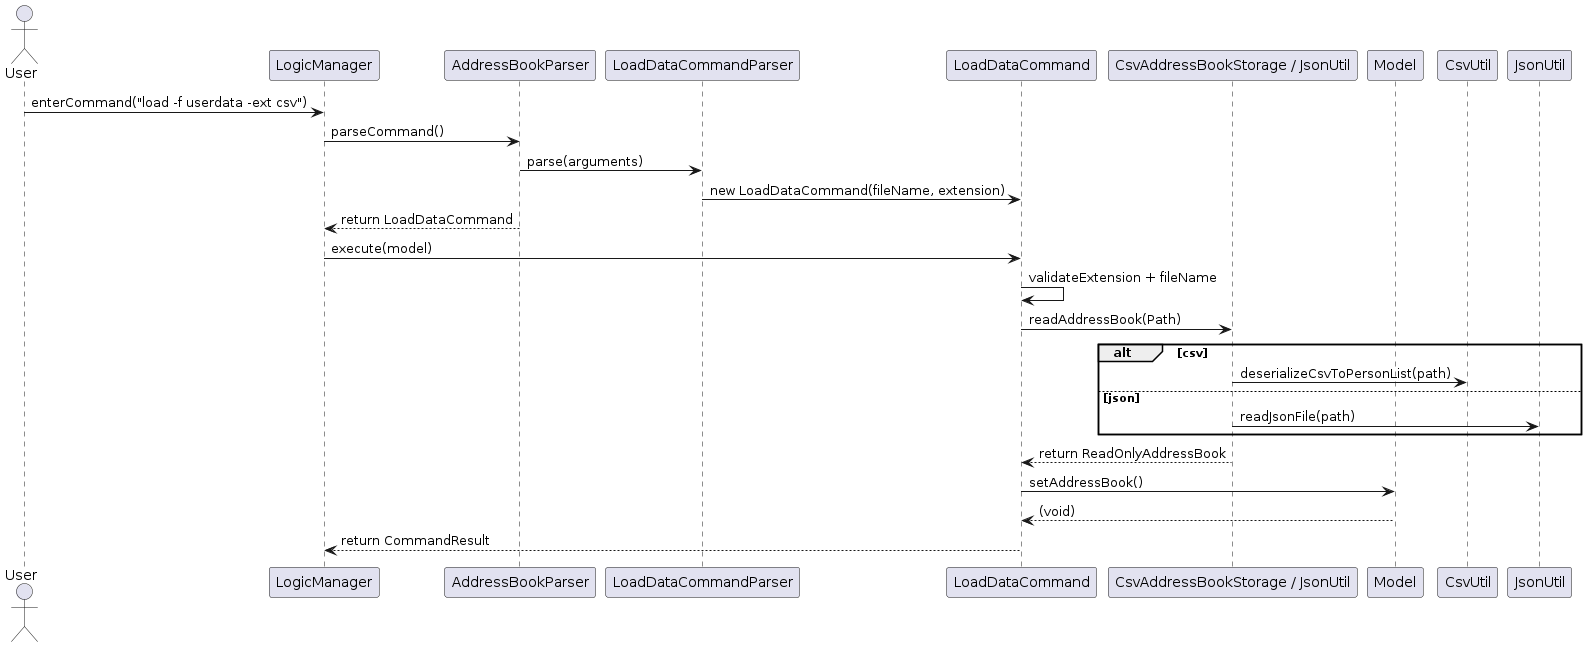 User
LogicManager
AddressBookParser
LoadDataCommandParser
LoadDataCommand
CsvAddressBookStorage / JsonUtil
Model
CsvUtil
JsonUtil
enterCommand("load -f userdata -ext csv")
parseCommand()
parse(arguments)
new LoadDataCommand(fileName, extension)
return LoadDataCommand
execute(model)
validateExtension + fileName
readAddressBook(Path)
alt [csv]
deserializeCsvToPersonList(path)
[json]
readJsonFile(path)
return ReadOnlyAddressBook
setAddressBook()
(void)
return CommandResult
User
LogicManager
AddressBookParser
LoadDataCommandParser
LoadDataCommand
CsvAddressBookStorage / JsonUtil
Model
CsvUtil
JsonUtil